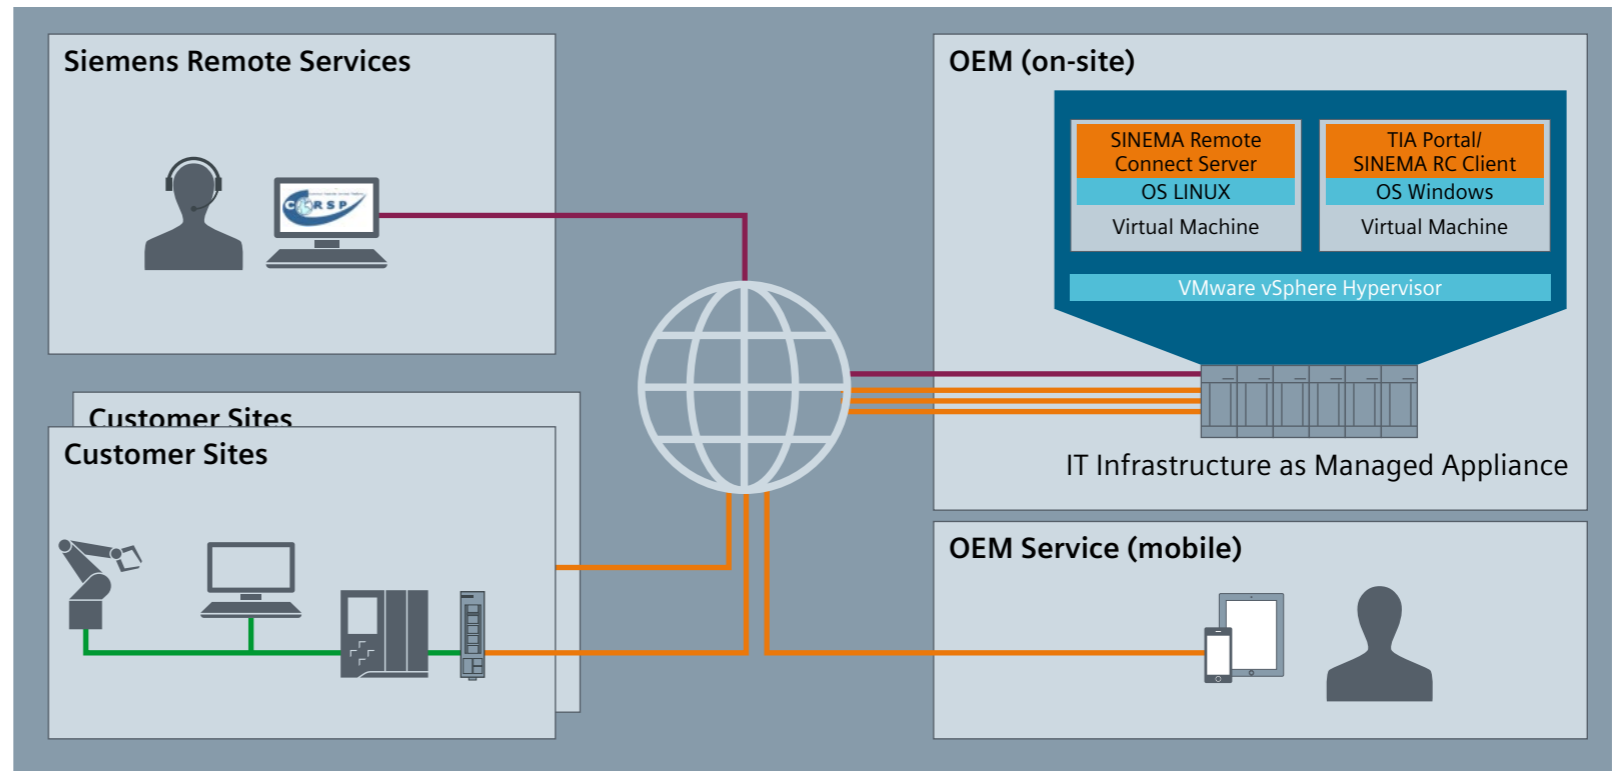 Siemens Remote Services
CRSP
OEM (on-site)
SINEMA Remote
Connect Server
OS LINUX
Virtual Machine
TIA Portal/
SINEMA RC Client
OS Windows
Virtual Machine
VMware vSphere Hypervisor
IT Infrastructure as Managed Appliance
Customer Sites
Customer Sites
OEM Service (mobile)